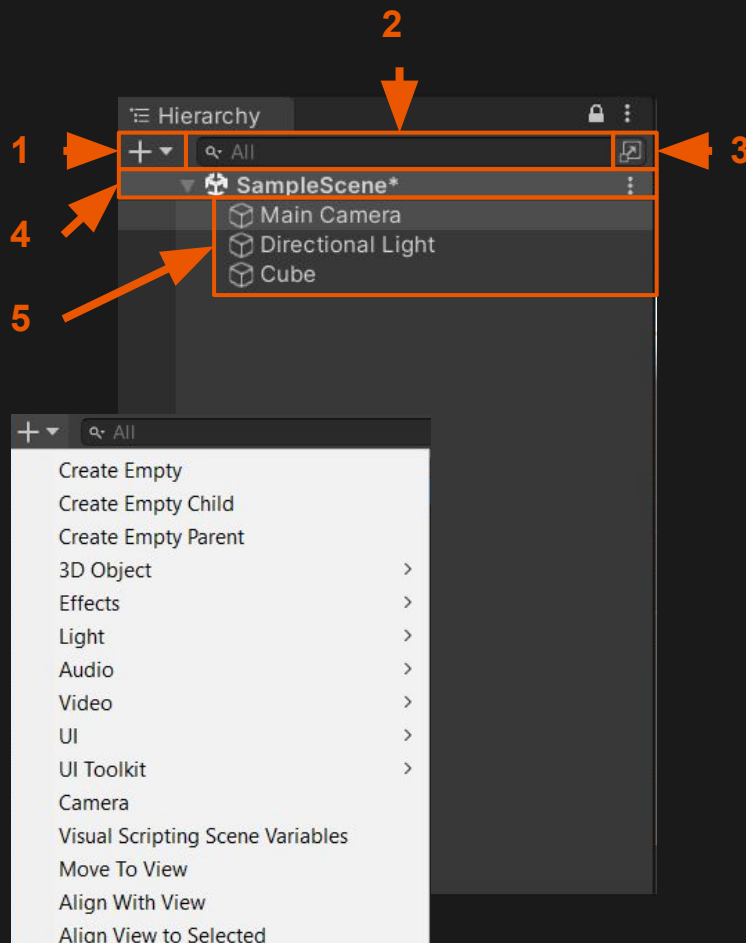 2
Hierarchy
1
All
3
SampleScene*
4
Main Camera
Directional Light
5
Cube
All
Create Empty
Create Empty Child
Create Empty Parent
3D Object
Effects
Light
Audio
Video
UI
UI Toolkit
Camera
Visual Scripting Scene Variables
Move To View
Align With View
Align View to Selected